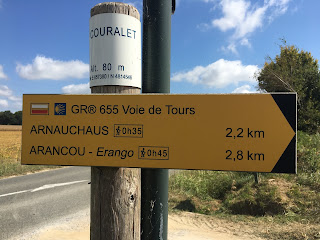 COURALET
Alt. 80 m
GR® 655 Voie de Tours
ARNAUCHAUS 0h35 2,2 km
ARANCOU - Erango 0h45 2,8 km